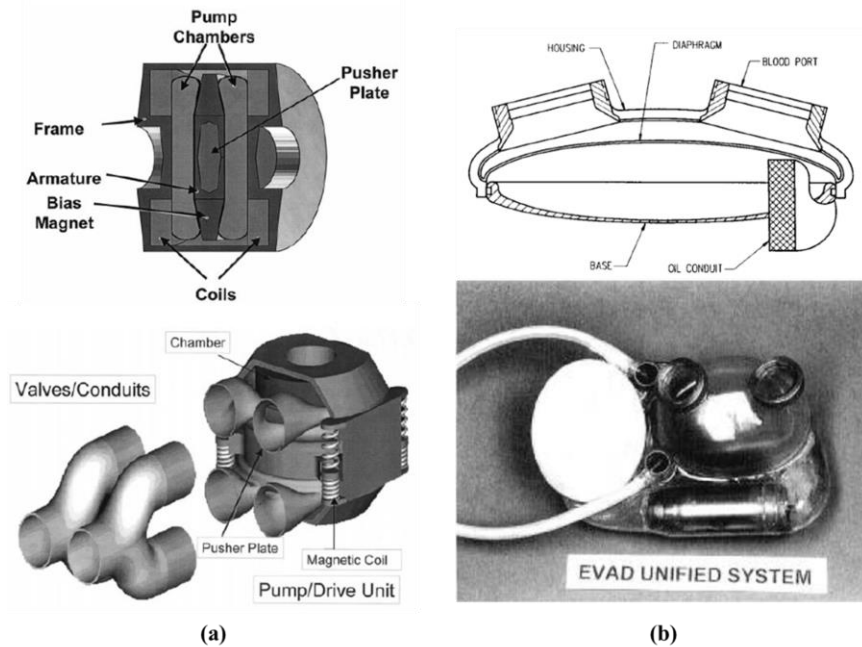 Pump
Chambers
Pusher
Plate
Frame
Armature
Bias
Magnet
Coils
Chamber
Valves/Conduits
Pusher Plate
Magnetic Coil
Pump/Drive Unit
(a)
HOUSING
DIAPHRAGM
BLOOD PORT
BASE
OIL CONDUIT
EVAD UNIFIED SYSTEM
(b)